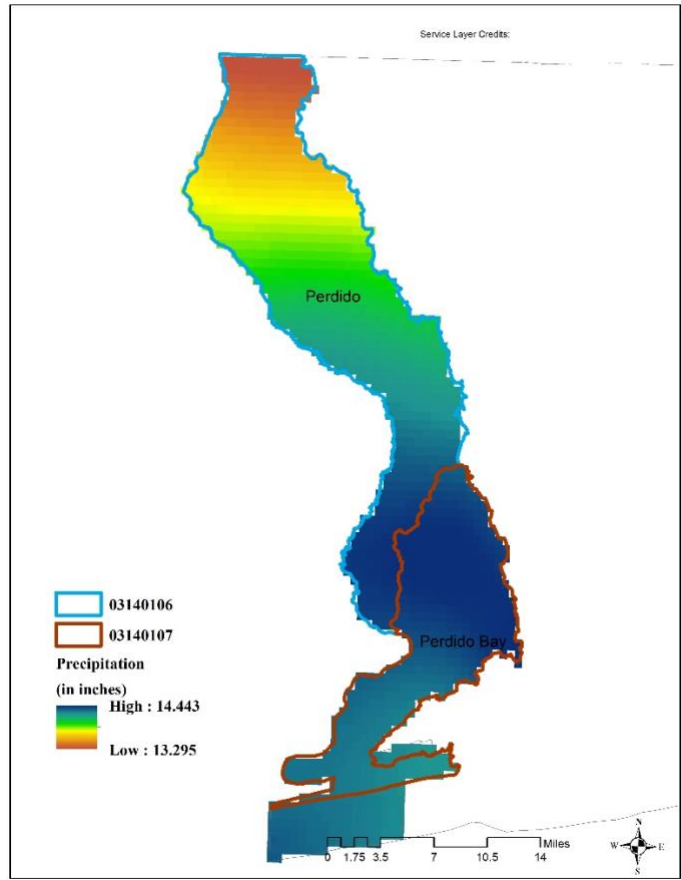 Service Layer Credits:
Perdido
Perdido Bay
03140106
03140107
Precipitation
(in inches)
High : 14.443
Low : 13.295
Miles
0 1.75 3.5 7 10.5 14
N
W E
S